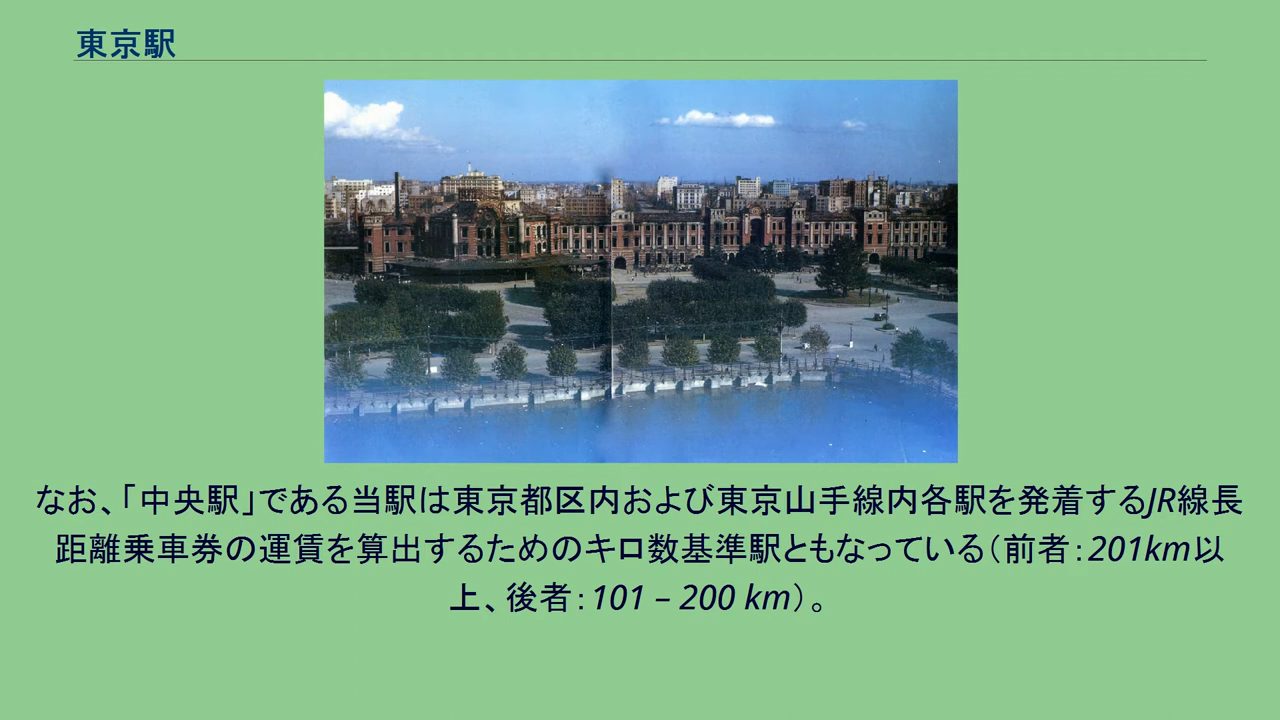 東京駅
なお、「中央駅」である当駅は東京都区内および東京山手線内各駅を発着するJR線長
距離乗車券の運賃を算出するためのキロ数基準駅ともなっている（前者：201km以
上、後者：101 – 200 km）。